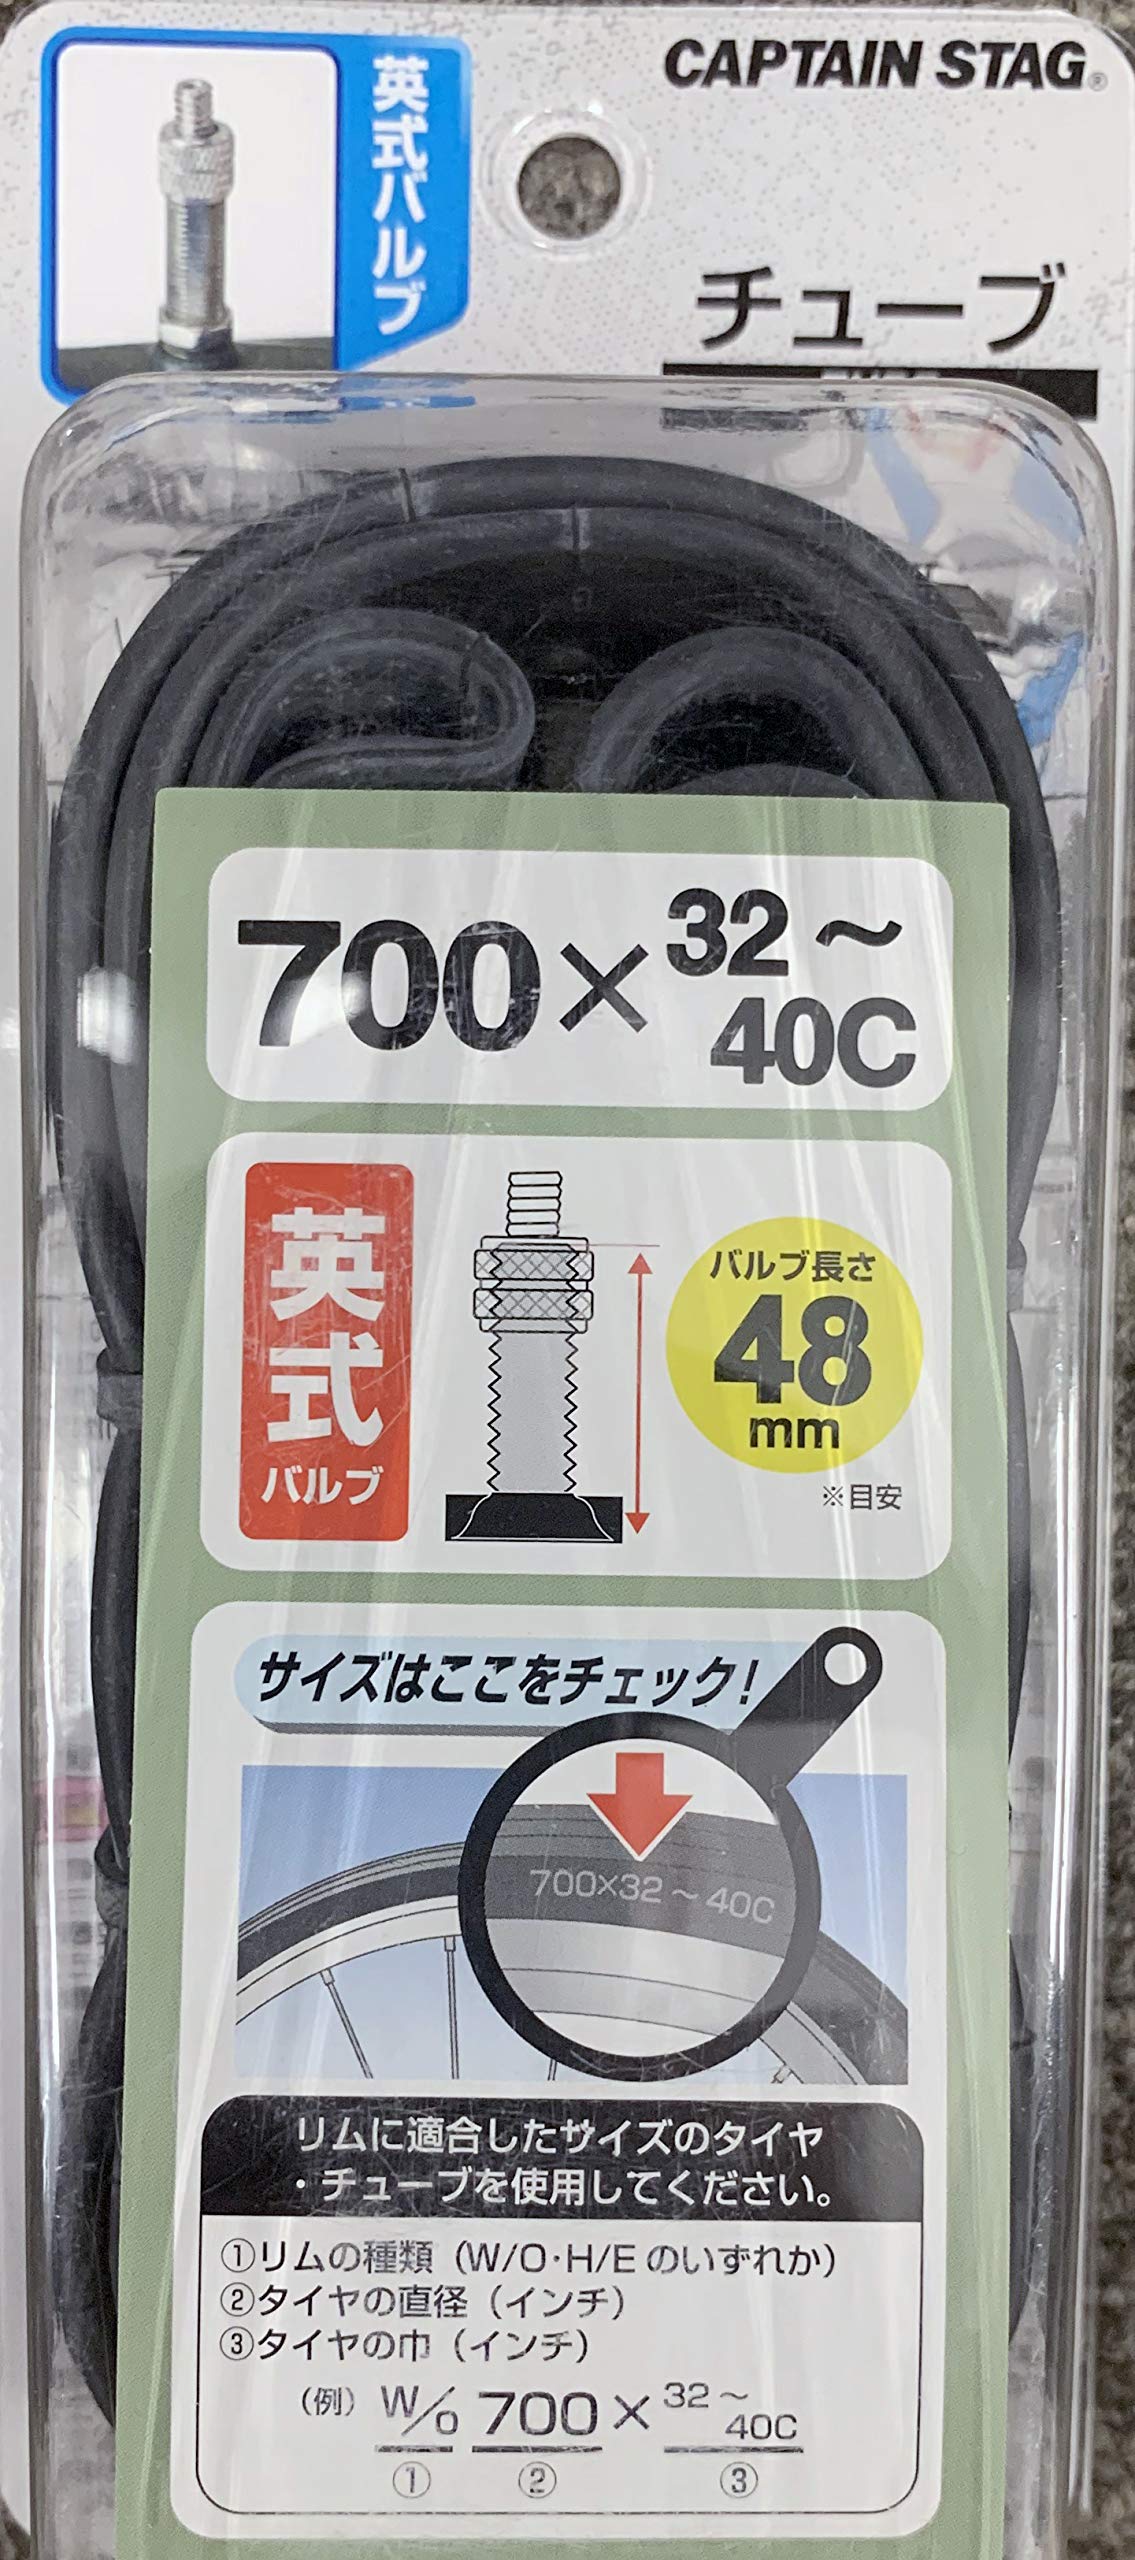 CAPTAIN STAG®
英式バルブ
チューブ
700×32～40C
英式
バルブ
バルブ長さ
48
mm
※目安
サイズはここをチェック!
700×32～40C
リムに適合したサイズのタイヤ
・チューブを使用してください。
①リムの種類（W/O･H/Eのいずれか）
②タイヤの直径（インチ）
③タイヤの巾（インチ）
（例）W/O 700×32～40C
① ② ③